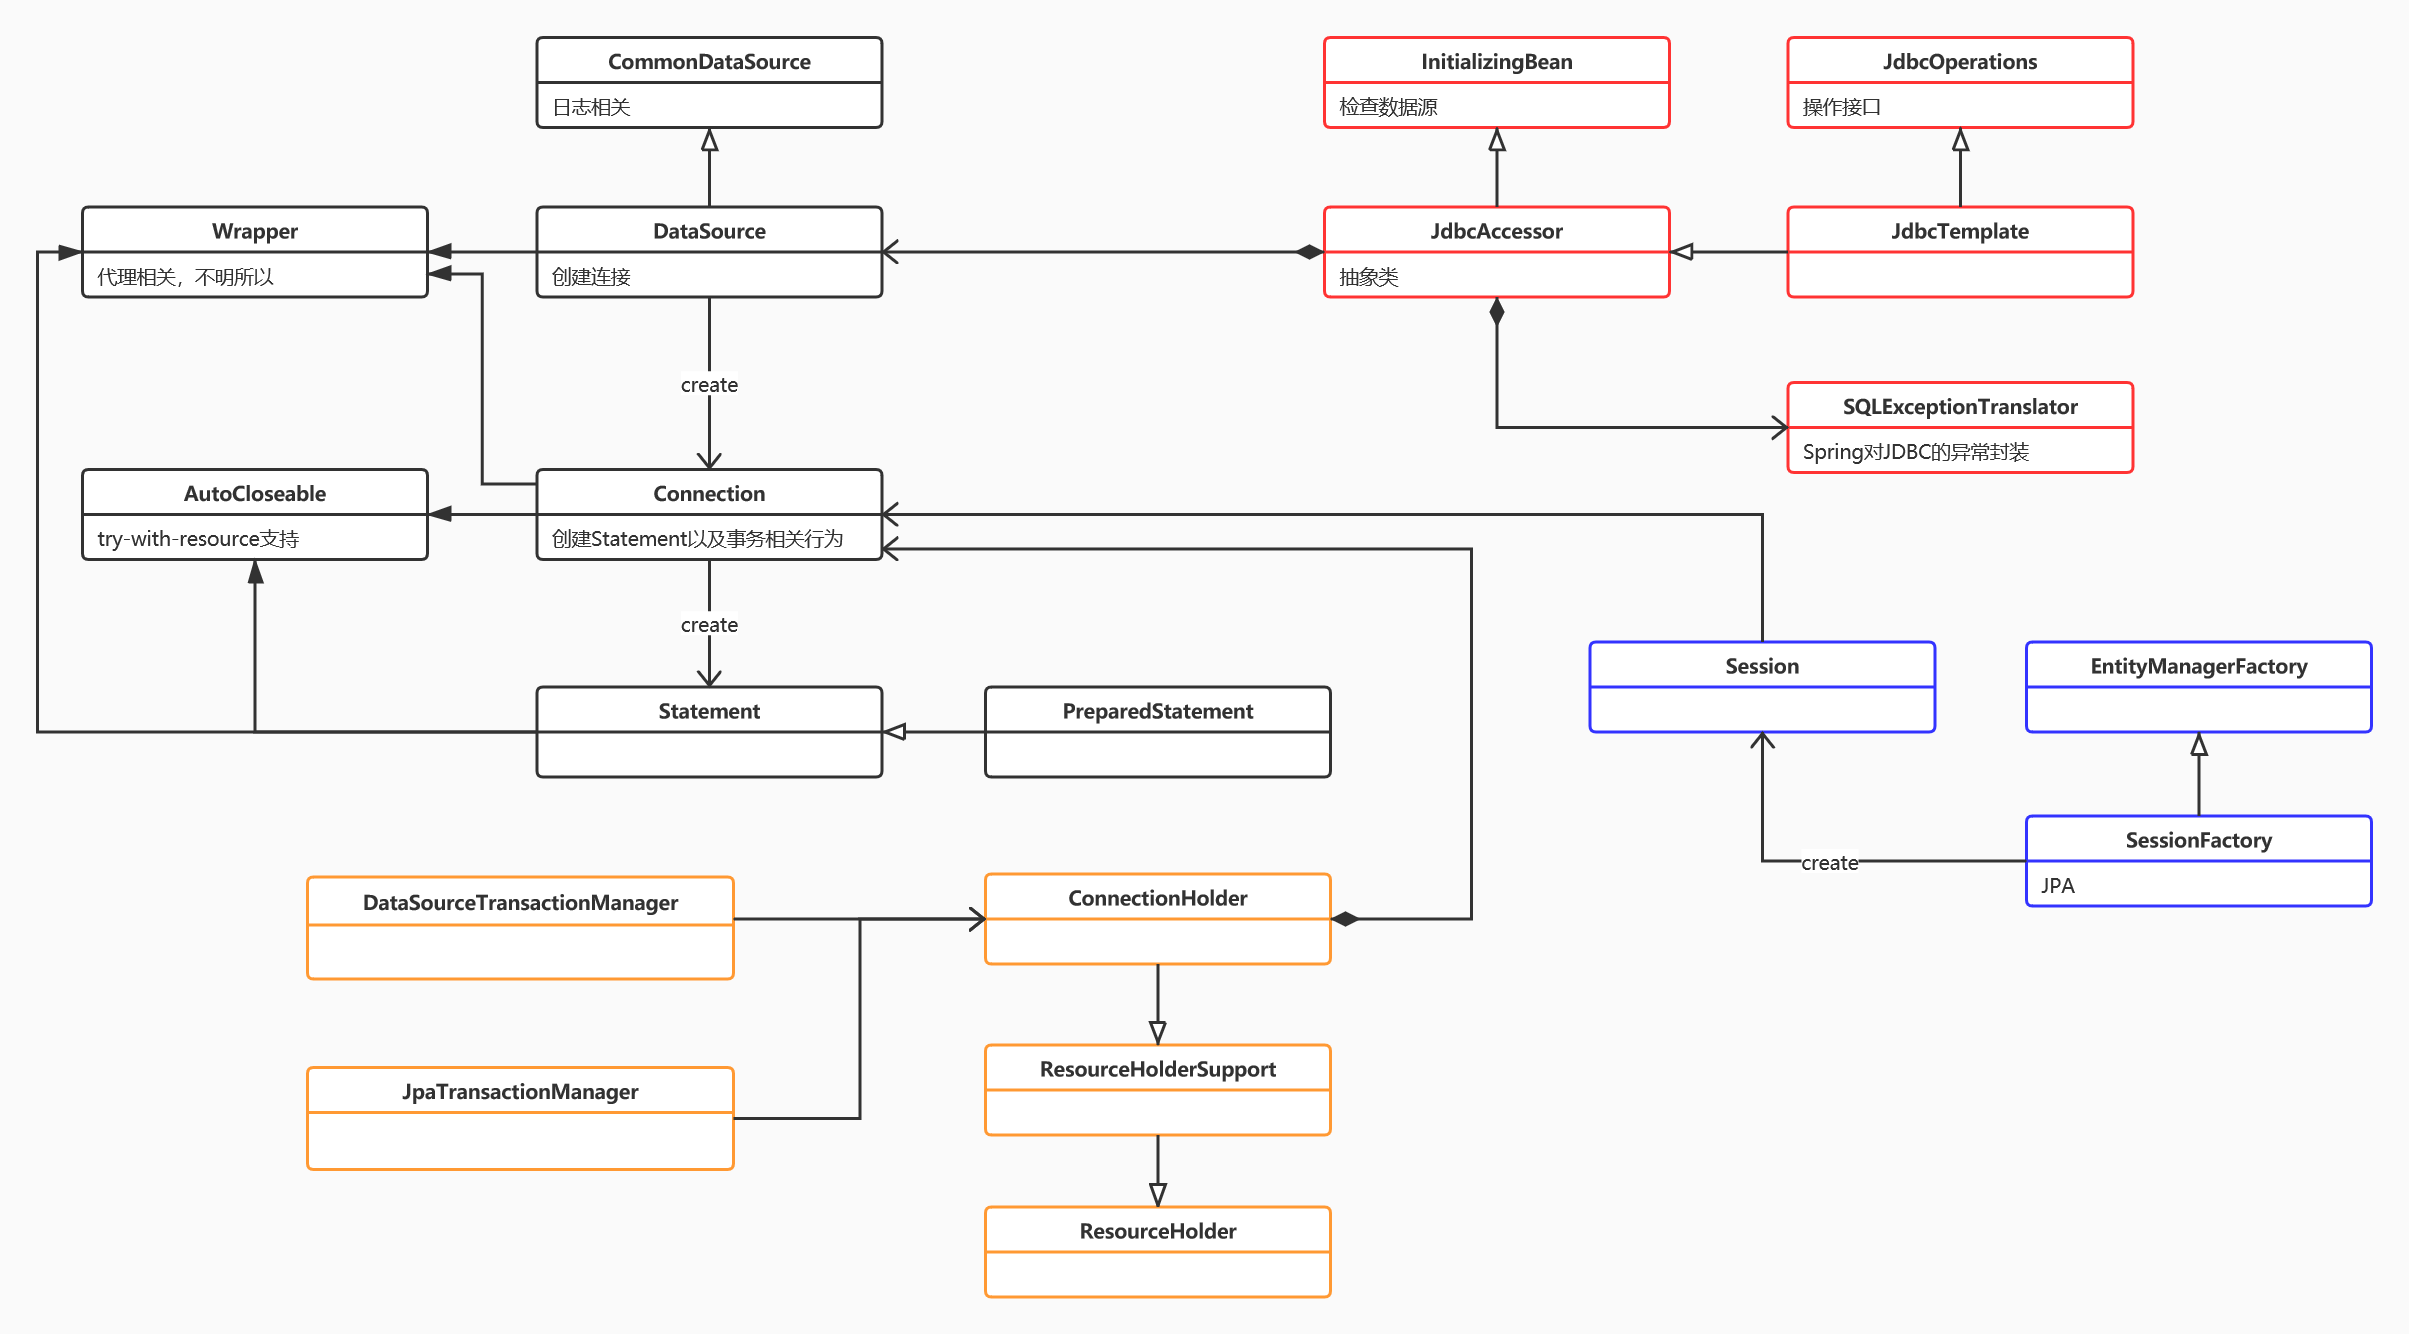 CommonDataSource
日志相关
InitializingBean
检查数据源
JdbcOperations
操作接口
Wrapper
代理相关，不明所以
DataSource
创建连接
JdbcAccessor
抽象类
JdbcTemplate
create
SQLExceptionTranslator
Spring对JDBC的异常封装
AutoCloseable
try-with-resource支持
Connection
创建Statement以及事务相关行为
create
Session
EntityManagerFactory
Statement
PreparedStatement
SessionFactory
JPA
create
DataSourceTransactionManager
ConnectionHolder
ResourceHolderSupport
JpaTransactionManager
ResourceHolder